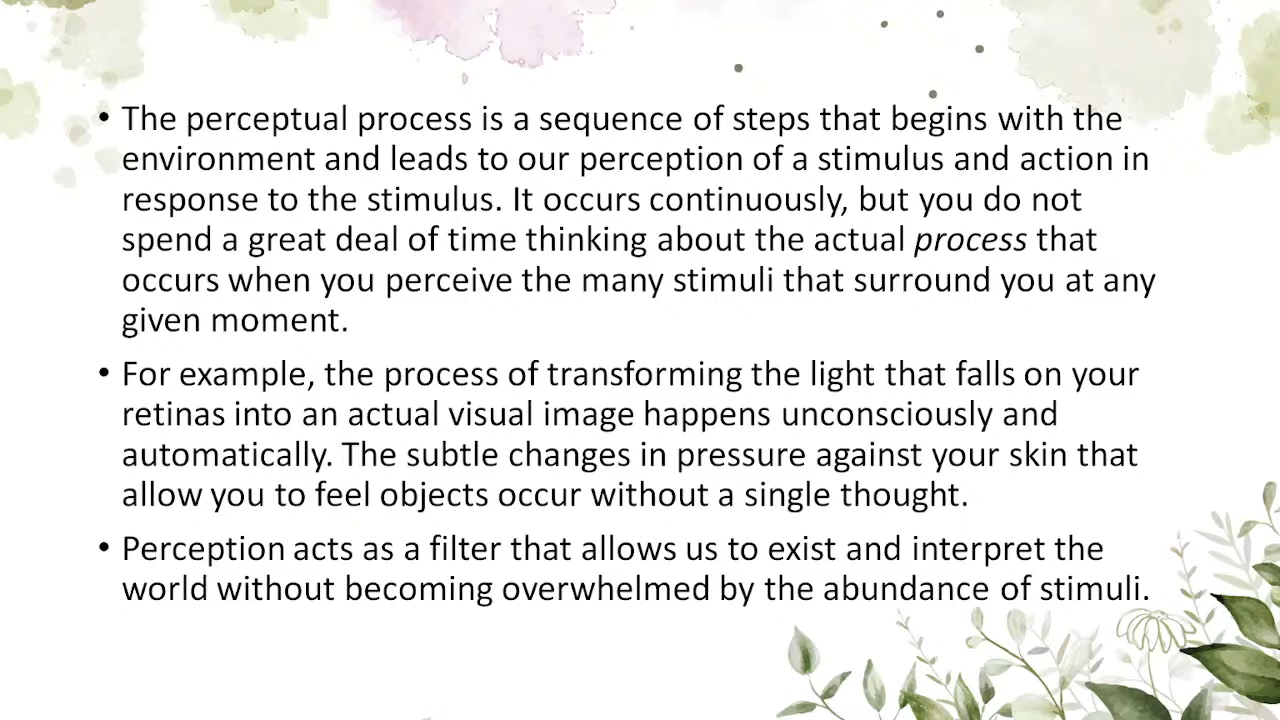 • The perceptual process is a sequence of steps that begins with the
environment and leads to our perception of a stimulus and action in
response to the stimulus. It occurs continuously, but you do not
spend a great deal of time thinking about the actual process that
occurs when you perceive the many stimuli that surround you at any
given moment.
• For example, the process of transforming the light that falls on your
retinas into an actual visual image happens unconsciously and
automatically. The subtle changes in pressure against your skin that
allow you to feel objects occur without a single thought.
• Perception acts as a filter that allows us to exist and interpret the
world without becoming overwhelmed by the abundance of stimuli.